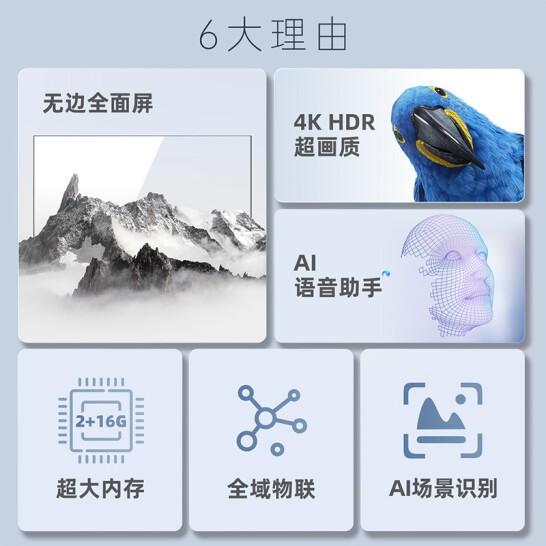 6大理由
无边全面屏
4K HDR
超画质
AI
语音助手
2+16G
超大内存
全域物联
AI场景识别